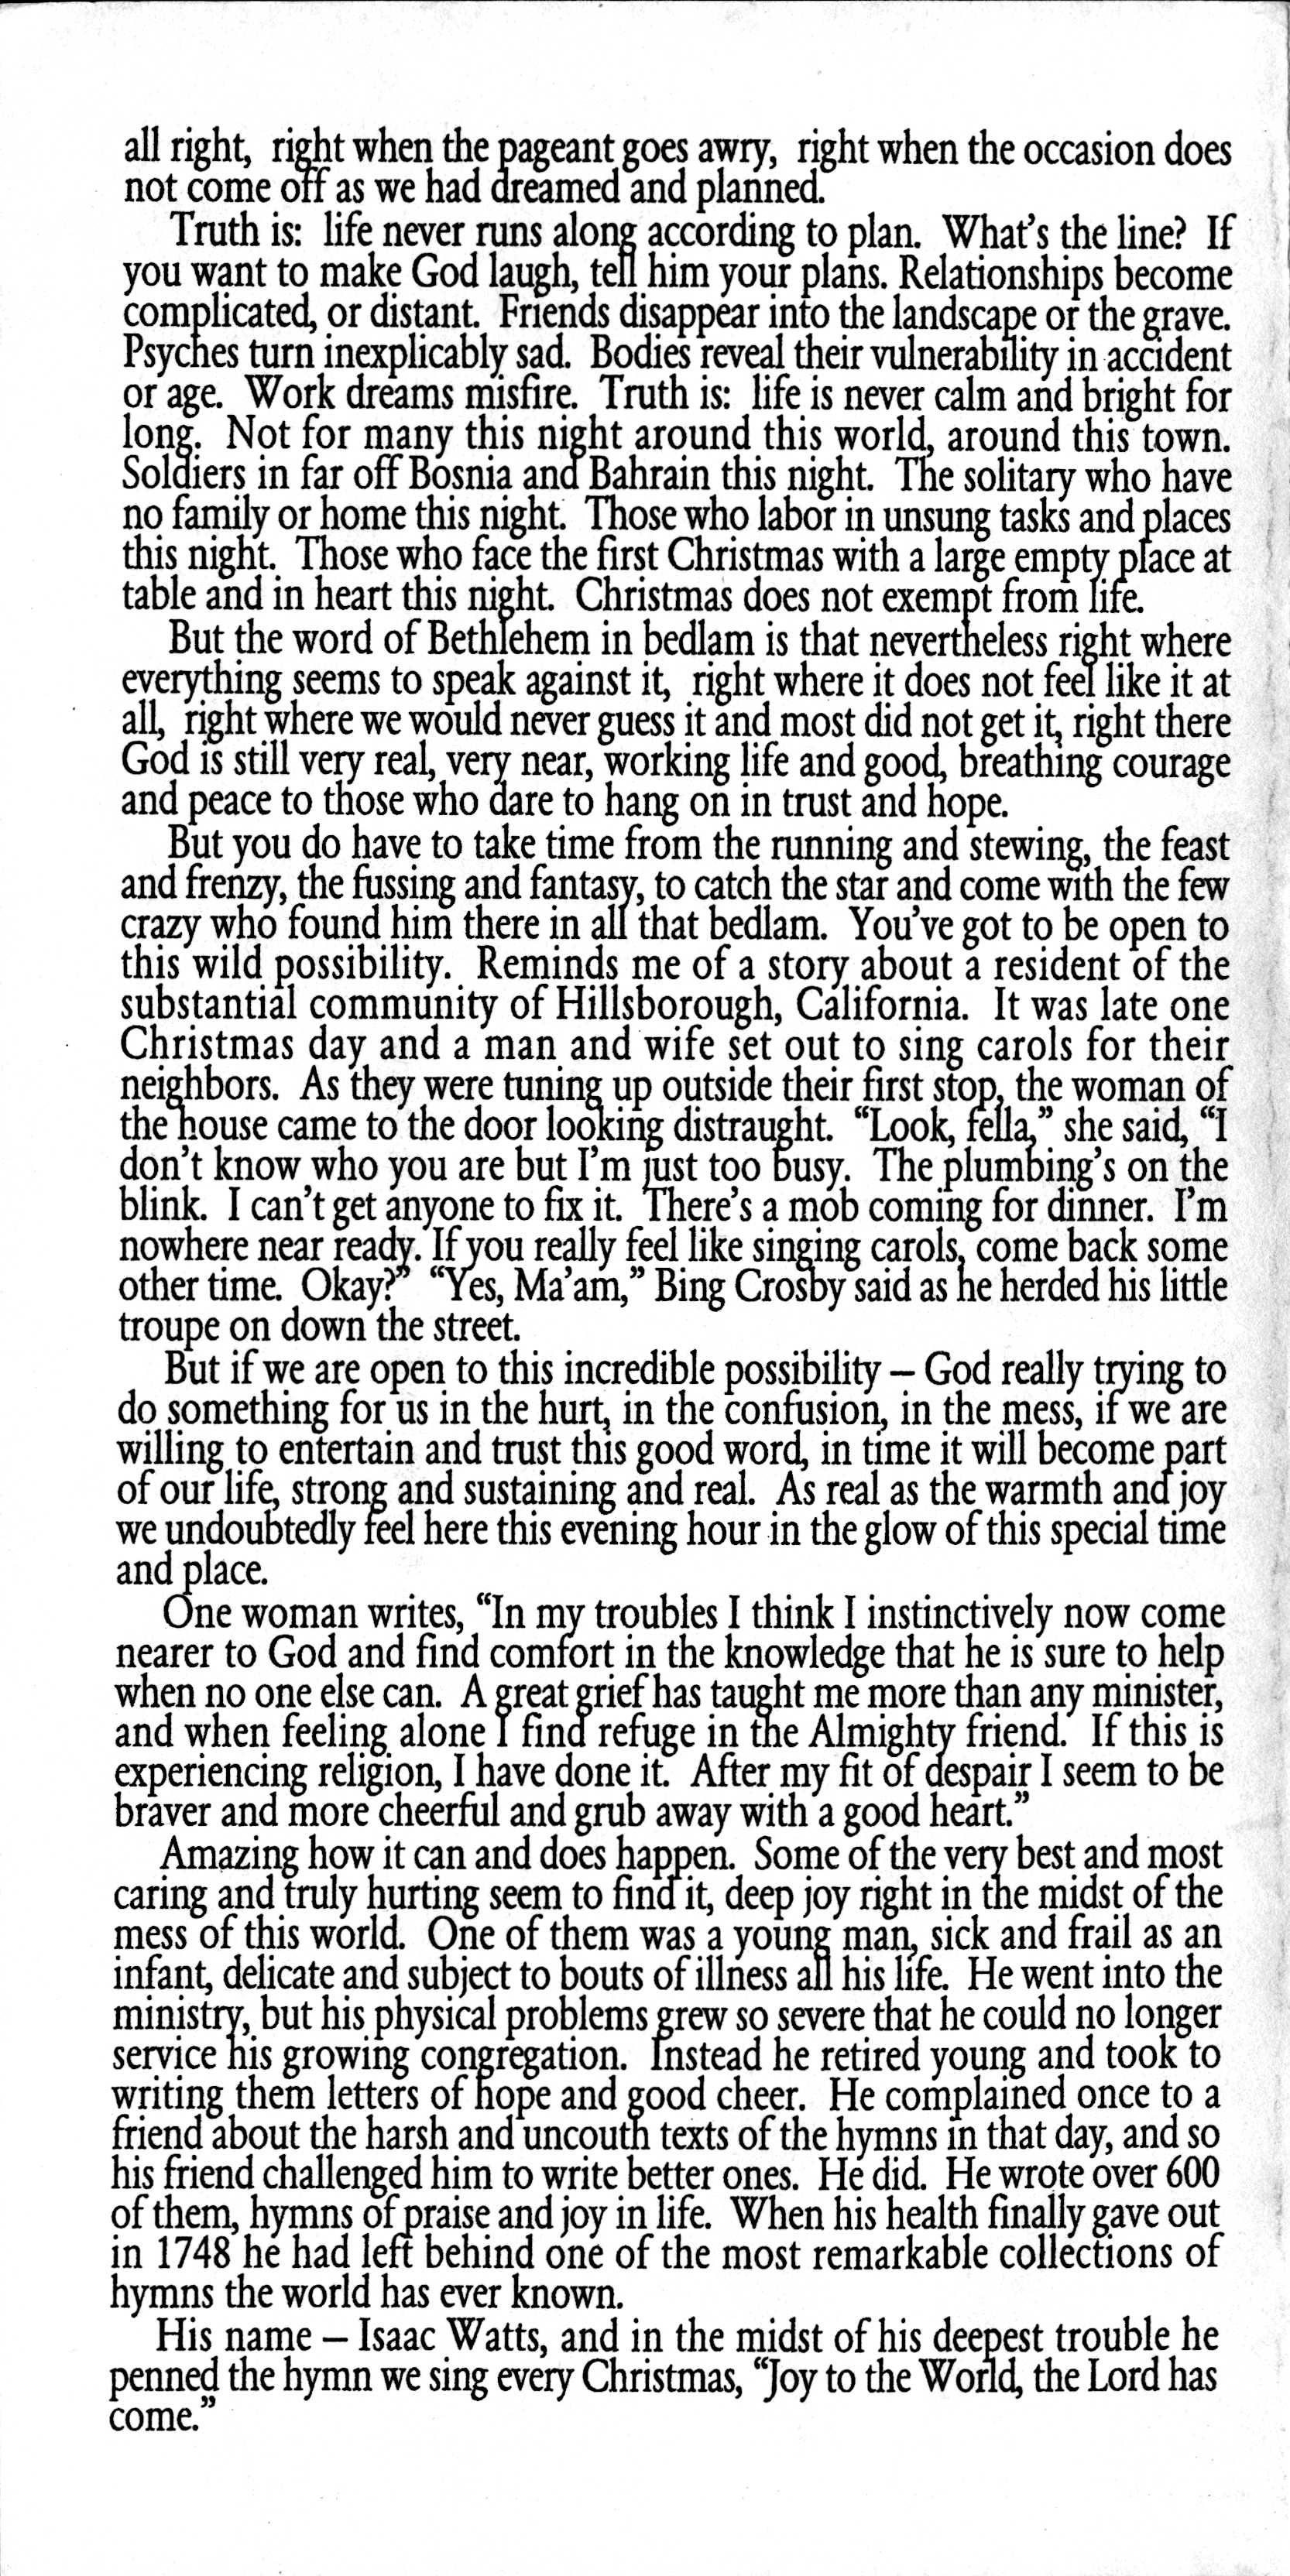 all right, right when the pageant goes awry, right when the occasion does
not come off as we had dreamed and planned.
Truth is: life never runs along according to plan. What's the line? If
you want to make God laugh, tell him your plans. Relationships become
complicated, or distant. Friends disappear into the landscape or the grave.
Psyches turn inexplicably sad. Bodies reveal their vulnerability in accident
or age. Work dreams misfire. Truth is: life is never calm and bright for
long. Not for many this night around this world, around this town.
Soldiers in far off Bosnia and Bahrain this night. The solitary who have
no family or home this night. Those who labor in unsung tasks and places
this night. Those who face the first Christmas with a large empty place at
table and in heart this night. Christmas does not exempt from life.
But the word of Bethlehem in bedlam is that nevertheless right where
everything seems to speak against it, right where it does not feel like it at
all, right where we would never guess it and most did not get it, right there
God is still very real, very near, working life and good, breathing courage
and peace to those who dare to hang on in trust and hope.
But you do have to take time from the running and stewing, the feast
and frenzy, the fussing and fantasy, to catch the star and come with the few
crazy who found him there in all that bedlam. You've got to be open to
this wild possibility. Reminds me of a story about a resident of the
substantial community of Hillsborough, California. It was late one
Christmas day and a man and wife set out to sing carols for their
neighbors. As they were tuning up outside their first stop, the woman of
the house came to the door looking distraught. "Look, fella," she said, "I
don't know who you are but I'm just too busy. The plumbing's on the
blink. I can't get anyone to fix it. There's a mob coming for dinner. I'm
nowhere near ready. If you really feel like singing carols, come back some
other time. Okay?" "Yes, Ma'am," Bing Crosby said as he herded his little
troupe on down the street.
But if we are open to this incredible possibility – God really trying to
do something for us in the hurt, in the confusion, in the mess, if we are
willing to entertain and trust this good word, in time it will become part
of our life, strong and sustaining and real. As real as the warmth and joy
we undoubtedly feel here this evening hour in the glow of this special time
and place.
One woman writes, "In my troubles I think I instinctively now come
nearer to God and find comfort in the knowledge that he is sure to help
when no one else can. A great grief has taught me more than any minister,
and when feeling alone I find refuge in the Almighty friend. If this is
experiencing religion, I have done it. After my fit of despair I seem to be
braver and more cheerful and grub away with a good heart."
Amazing how it can and does happen. Some of the very best and most
caring and truly hurting seem to find it, deep joy right in the midst of the
mess of this world. One of them was a young man, sick and frail as an
infant, delicate and subject to bouts of illness all his life. He went into the
ministry, but his physical problems grew so severe that he could no longer
service his growing congregation. Instead he retired young and took to
writing them letters of hope and good cheer. He complained once to a
friend about the harsh and uncouth texts of the hymns in that day, and so
his friend challenged him to write better ones. He did. He wrote over 600
of them, hymns of praise and joy in life. When his health finally gave out
in 1748 he had left behind one of the most remarkable collections of
hymns the world has ever known.
His name – Isaac Watts, and in the midst of his deepest trouble he
penned the hymn we sing every Christmas, "Joy to the World, the Lord has
come."